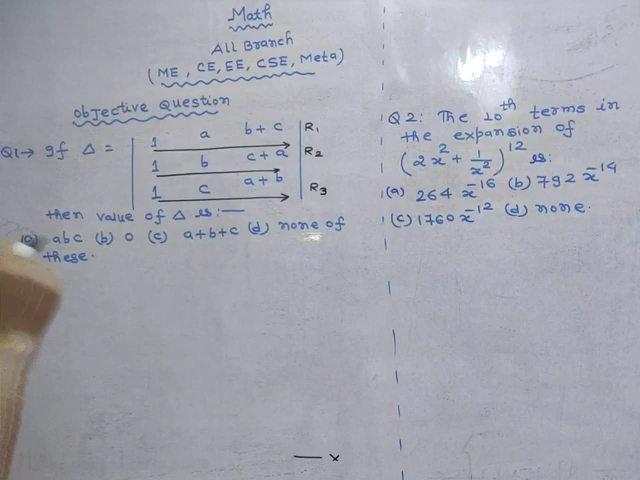 Math
All Branch
(ME, CE, EE, CSE, Meta)
Objective Question
Q1→ If Δ = | 1 a b+c | R1
| 1 b c+a | R2
| 1 c a+b | R3
then value of Δ is:—
(a) abc (b) 0 (c) a+b+c (d) none of
these.
Q2: The 10th terms in
the expansion of
(2x² + 1/x²)¹² is:
(a) 264 x⁻¹⁶ (b) 792 x⁻¹⁴
(c) 1760 x⁻¹² (d) none.
— x